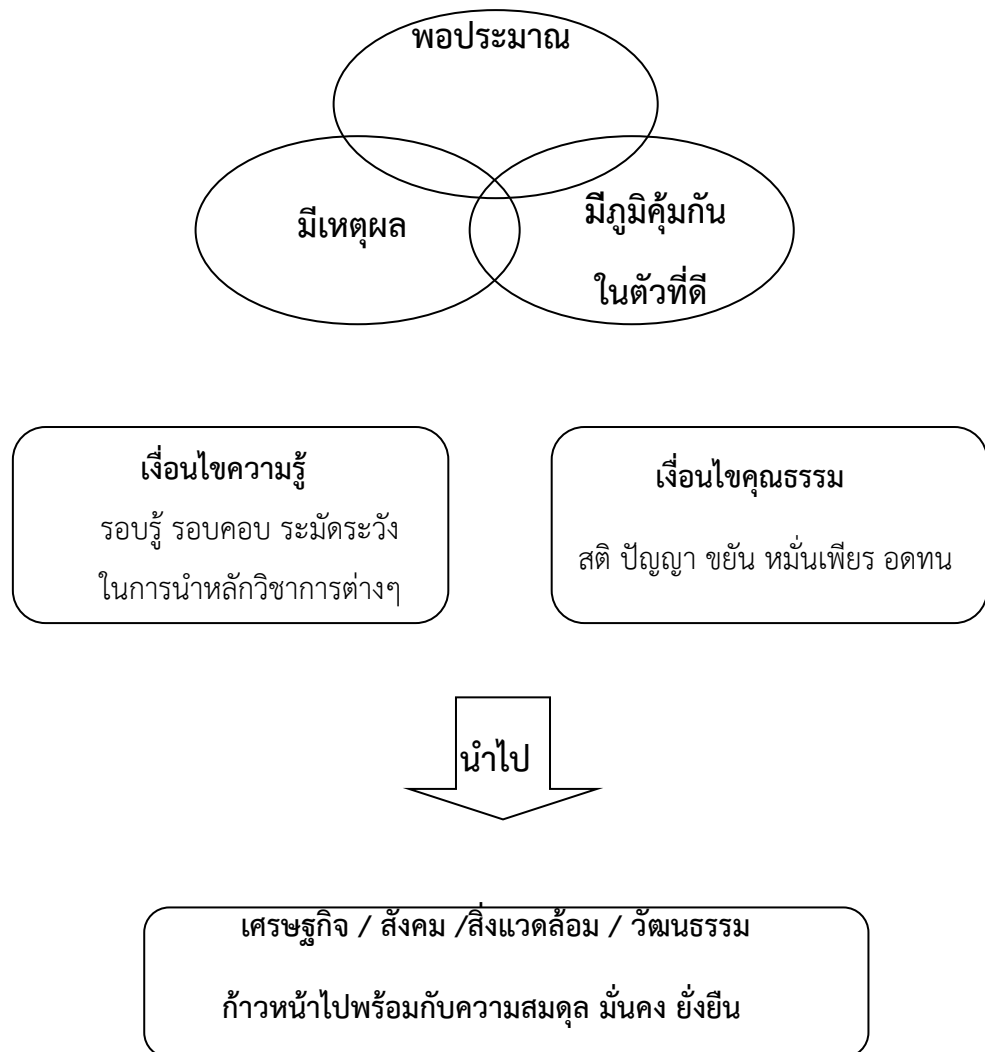 พอประมาณ
มีเหตุผล
มีภูมิคุ้มกัน
ในตัวที่ดี
เงื่อนไขความรู้
รอบรู้ รอบคอบ ระมัดระวัง
ในการนำหลักวิชาการต่างๆ
เงื่อนไขคุณธรรม
สติ ปัญญา ขยัน หมั่นเพียร อดทน
นำไป
เศรษฐกิจ / สังคม /สิ่งแวดล้อม / วัฒนธรรม
ก้าวหน้าไปพร้อมกับความสมดุล มั่นคง ยั่งยืน